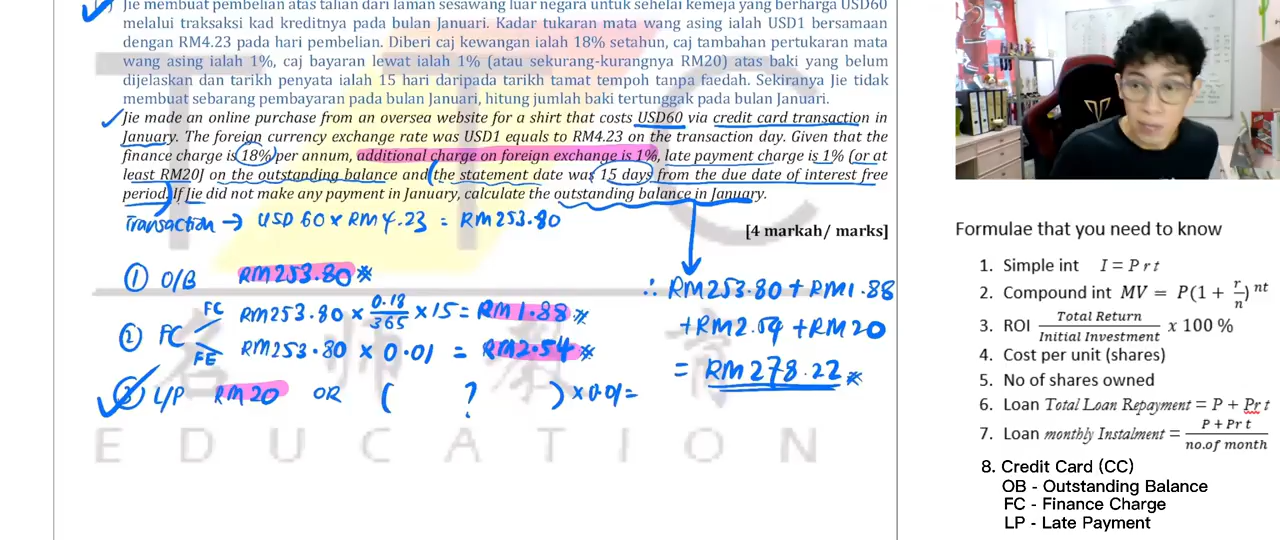 Jie membuat pembelian atas talian dari laman sesawang luar negara untuk sehelai kemeja yang berharga USD60
melalui traksaksi kad kreditnya pada bulan Januari. Kadar tukaran mata wang asing ialah USD1 bersamaan
dengan RM4.23 pada hari pembelian. Diberi caj kewangan ialah 18% setahun, caj tambahan pertukaran mata
wang asing ialah 1%, caj bayaran lewat ialah 1% (atau sekurang-kurangnya RM20) atas baki yang belum
dijelaskan dan tarikh penyata ialah 15 hari daripada tarikh tamat tempoh tanpa faedah. Sekiranya Jie tidak
membuat sebarang pembayaran pada bulan Januari, hitung jumlah baki tertunggak pada bulan Januari.
Jie made an online purchase from an oversea website for a shirt that costs USD60 via credit card transaction in
January. The foreign currency exchange rate was USD1 equals to RM4.23 on the transaction day. Given that the
finance charge is 18% per annum, additional charge on foreign exchange is 1%, late payment charge is 1% (or at
least RM20) on the outstanding balance and the statement date was 15 days from the due date of interest free
period. If Jie did not make any payment in January, calculate the outstanding balance in January.
Transaction → USD 60 × RM4.23 = RM253.80
[4 markah/ marks]
① O/B RM253.80 *
② FC
FC RM253.80 × 0.18/365 × 15 = RM1.88 *
FE RM253.80 × 0.01 = RM2.54 *
③ L/P RM20 OR ( ? ) × 0.01 =
∴ RM253.80 + RM1.88
+ RM2.54 + RM20
= RM278.22 *
名 师 教 育
EDUCATION
Formulae that you need to know
1. Simple int I = P r t
2. Compound int MV = P(1 + r/n)^nt
3. ROI Total Return/Initial Investment x 100 %
4. Cost per unit (shares)
5. No of shares owned
6. Loan Total Loan Repayment = P + Pr t
7. Loan monthly Instalment = P + Pr t/no.of month
8. Credit Card (CC)
OB - Outstanding Balance
FC - Finance Charge
LP - Late Payment